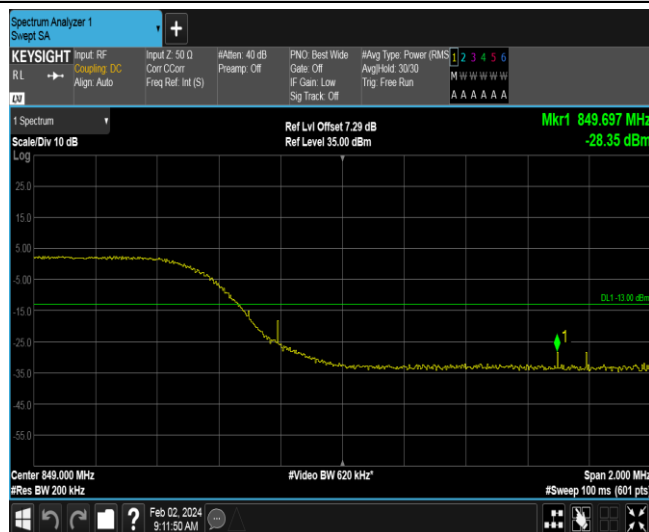 Spectrum Analyzer 1
Swept SA
KEYSIGHT
RL
LXI
Input: RF
Coupling: DC
Align: Auto
Input Z: 50 Ω
Corr CCorr
Freq Ref: Int (S)
#Atten: 40 dB
Preamp: Off
PNO: Best Wide
Gate: Off
IF Gain: Low
Sig Track: Off
#Avg Type: Power (RMS
Avg|Hold: 30/30
Trig: Free Run
1 2 3 4 5 6
M W W W W W
A A A A A A
1 Spectrum
Scale/Div 10 dB
Log
Ref Lvl Offset 7.29 dB
Ref Level 35.00 dBm
Mkr1 849.697 MHz
-28.35 dBm
25.0
15.0
5.00
-5.00
DL1 -13.00 dBm
-15.0
-25.0
1
-35.0
-45.0
-55.0
Center 849.000 MHz
#Res BW 200 kHz
#Video BW 620 kHz*
Span 2.000 MHz
#Sweep 100 ms (601 pts)
?
Feb 02, 2024
9:11:50 AM